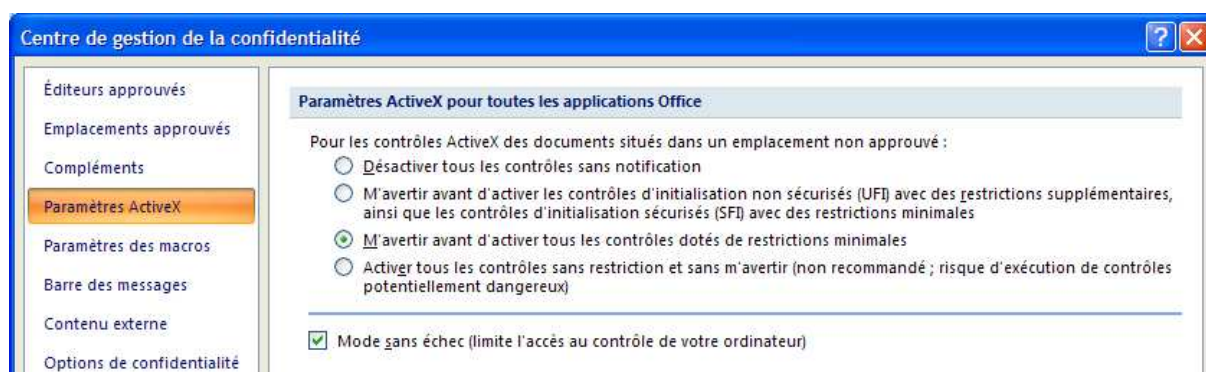 Centre de gestion de la confidentialité
Éditeurs approuvés
Emplacements approuvés
Compléments
Paramètres ActiveX
Paramètres des macros
Barre des messages
Contenu externe
Options de confidentialité
Paramètres ActiveX pour toutes les applications Office
Pour les contrôles ActiveX des documents situés dans un emplacement non approuvé :
Désactiver tous les contrôles sans notification
M'avertir avant d'activer les contrôles d'initialisation non sécurisés (UFI) avec des restrictions supplémentaires,
ainsi que les contrôles d'initialisation sécurisés (SFI) avec des restrictions minimales
M'avertir avant d'activer tous les contrôles dotés de restrictions minimales
Activer tous les contrôles sans restriction et sans m'avertir (non recommandé ; risque d'exécution de contrôles
potentiellement dangereux)
Mode sans échec (limite l'accès au contrôle de votre ordinateur)